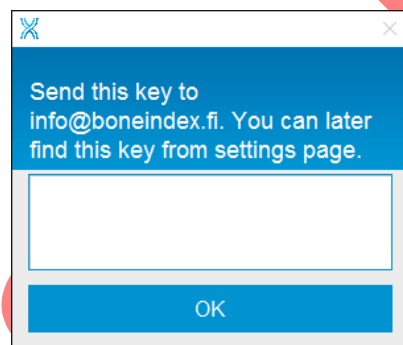 Send this key to
info@boneindex.fi. You can later
find this key from settings page.
OK